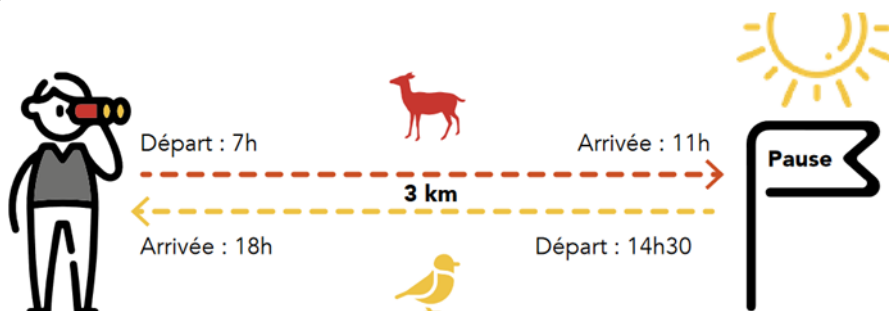 Départ : 7h
Arrivée : 11h
Pause
3 km
Arrivée : 18h
Départ : 14h30